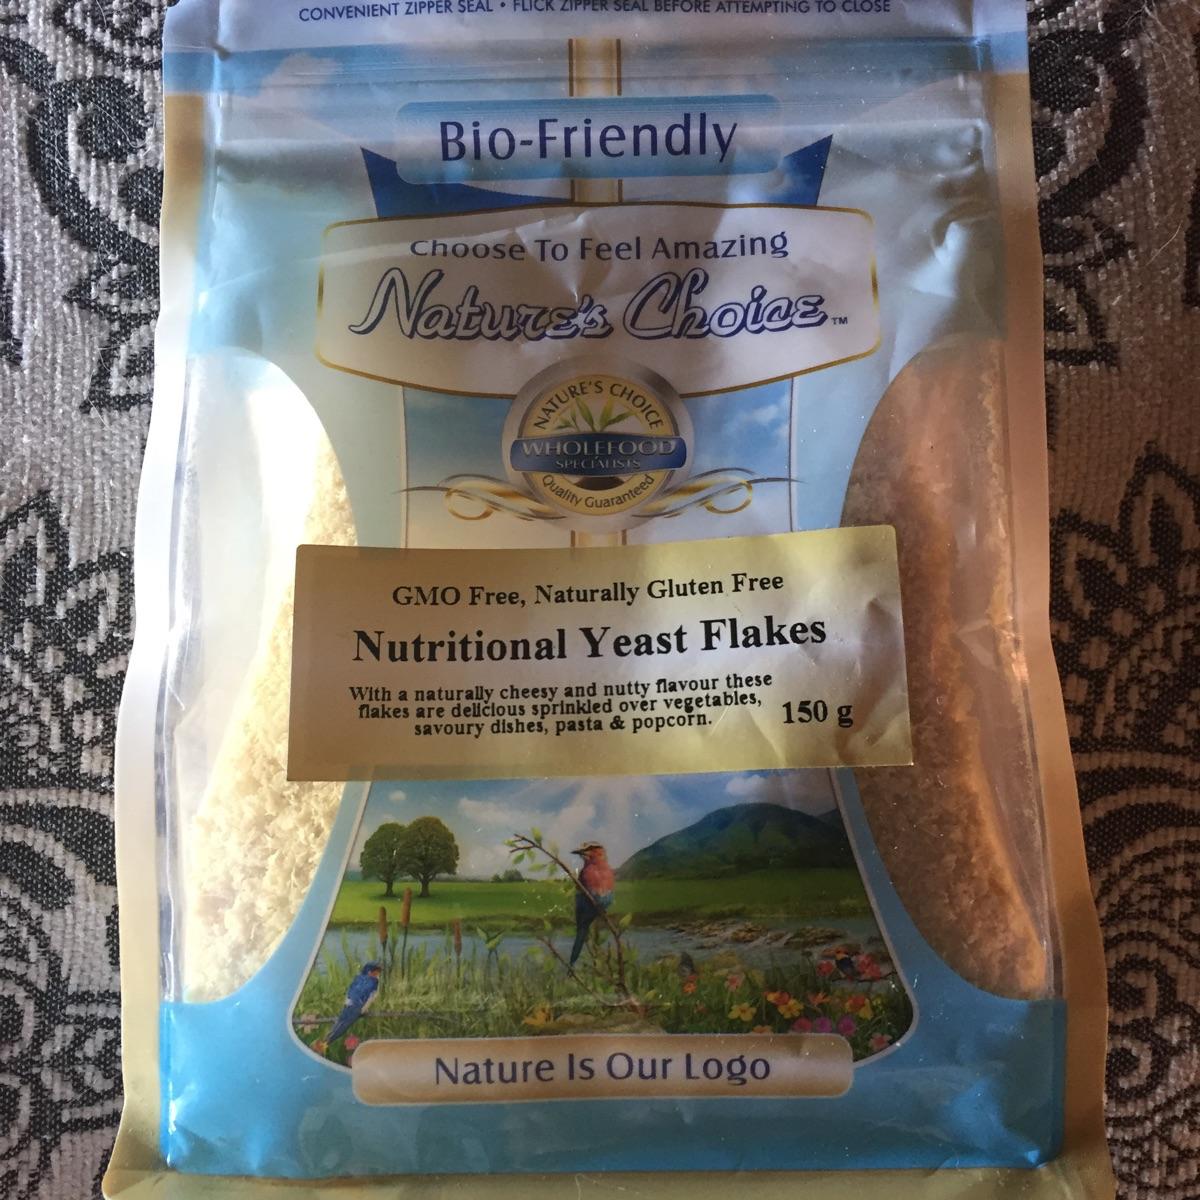 CONVENIENT ZIPPER SEAL • FLICK ZIPPER SEAL BEFORE ATTEMPTING TO CLOSE
Bio-Friendly
Choose To Feel Amazing
Nature's Choice™
NATURE'S CHOICE
WHOLEFOOD
SPECIALISTS
Quality Guaranteed
GMO Free, Naturally Gluten Free
Nutritional Yeast Flakes
With a naturally cheesy and nutty flavour these
flakes are delicious sprinkled over vegetables,
savoury dishes, pasta & popcorn.
150 g
Nature Is Our Logo